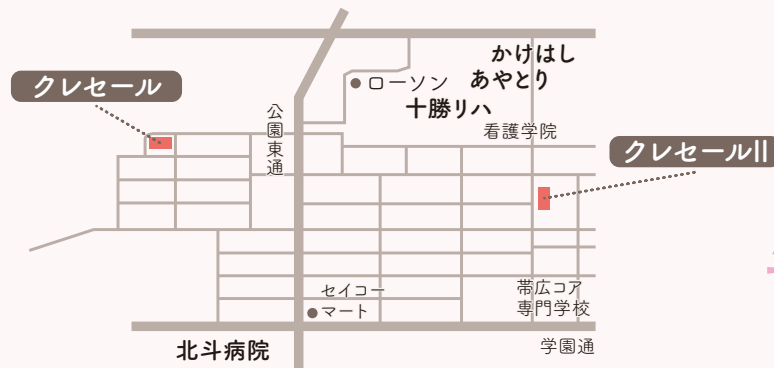 かけはし
あやとり
ローソン
十勝リハ
クレセール
公園東通
看護学院
クレセールII
セイコー
マート
帯広コア
専門学校
北斗病院
学園通